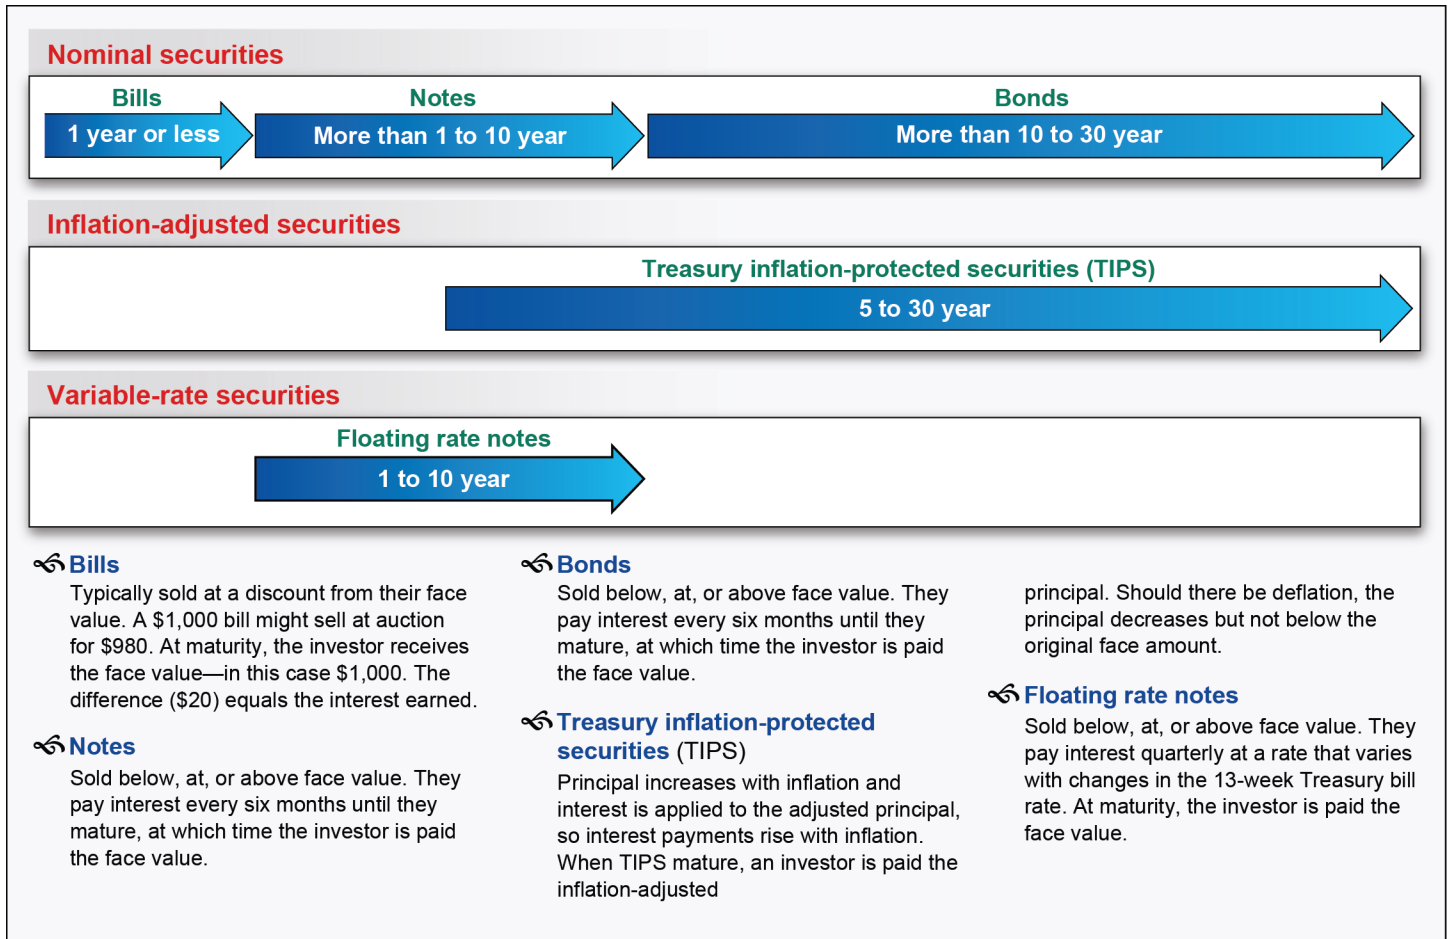 Nominal securities
Bills
1 year or less
Notes
More than 1 to 10 year
Bonds
More than 10 to 30 year
Inflation-adjusted securities
Treasury inflation-protected securities (TIPS)
5 to 30 year
Variable-rate securities
Floating rate notes
1 to 10 year
Bills
Typically sold at a discount from their face
value. A $1,000 bill might sell at auction
for $980. At maturity, the investor receives
the face value—in this case $1,000. The
difference ($20) equals the interest earned.
Notes
Sold below, at, or above face value. They
pay interest every six months until they
mature, at which time the investor is paid
the face value.
Bonds
Sold below, at, or above face value. They
pay interest every six months until they
mature, at which time the investor is paid
the face value.
Treasury inflation-protected
securities (TIPS)
Principal increases with inflation and
interest is applied to the adjusted principal,
so interest payments rise with inflation.
When TIPS mature, an investor is paid the
inflation-adjusted
principal. Should there be deflation, the
principal decreases but not below the
original face amount.
Floating rate notes
Sold below, at, or above face value. They
pay interest quarterly at a rate that varies
with changes in the 13-week Treasury bill
rate. At maturity, the investor is paid the
face value.